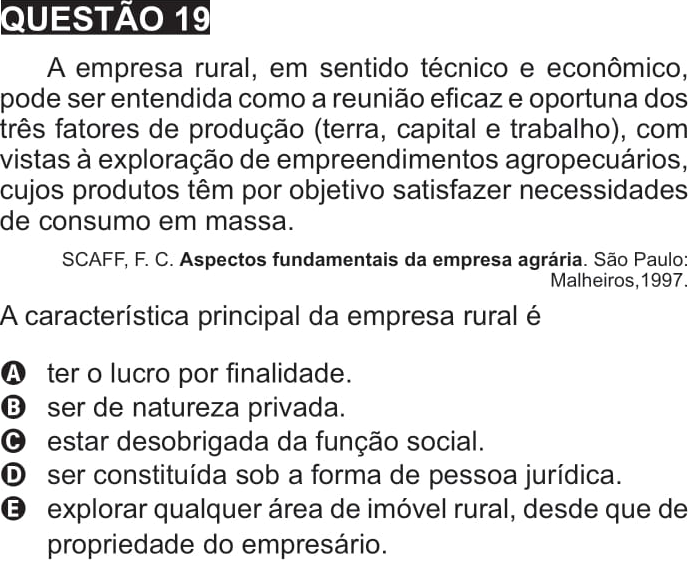 QUESTÃO 19
A empresa rural, em sentido técnico e econômico,
pode ser entendida como a reunião eficaz e oportuna dos
três fatores de produção (terra, capital e trabalho), com
vistas à exploração de empreendimentos agropecuários,
cujos produtos têm por objetivo satisfazer necessidades
de consumo em massa.
SCAFF, F. C. Aspectos fundamentais da empresa agrária. São Paulo:
Malheiros,1997.
A característica principal da empresa rural é
A ter o lucro por finalidade.
B ser de natureza privada.
C estar desobrigada da função social.
D ser constituída sob a forma de pessoa jurídica.
E explorar qualquer área de imóvel rural, desde que de
propriedade do empresário.